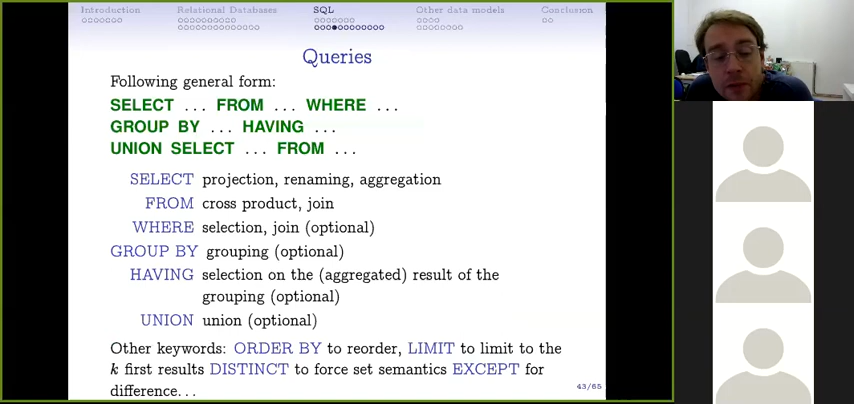 Introduction Relational Databases SQL Other data models Conclusion
Queries
Following general form:
SELECT ... FROM ... WHERE ...
GROUP BY ... HAVING ...
UNION SELECT ... FROM ...
SELECT projection, renaming, aggregation
FROM cross product, join
WHERE selection, join (optional)
GROUP BY grouping (optional)
HAVING selection on the (aggregated) result of the
grouping (optional)
UNION union (optional)
Other keywords: ORDER BY to reorder, LIMIT to limit to the
k first results DISTINCT to force set semantics EXCEPT for
difference...
43/65